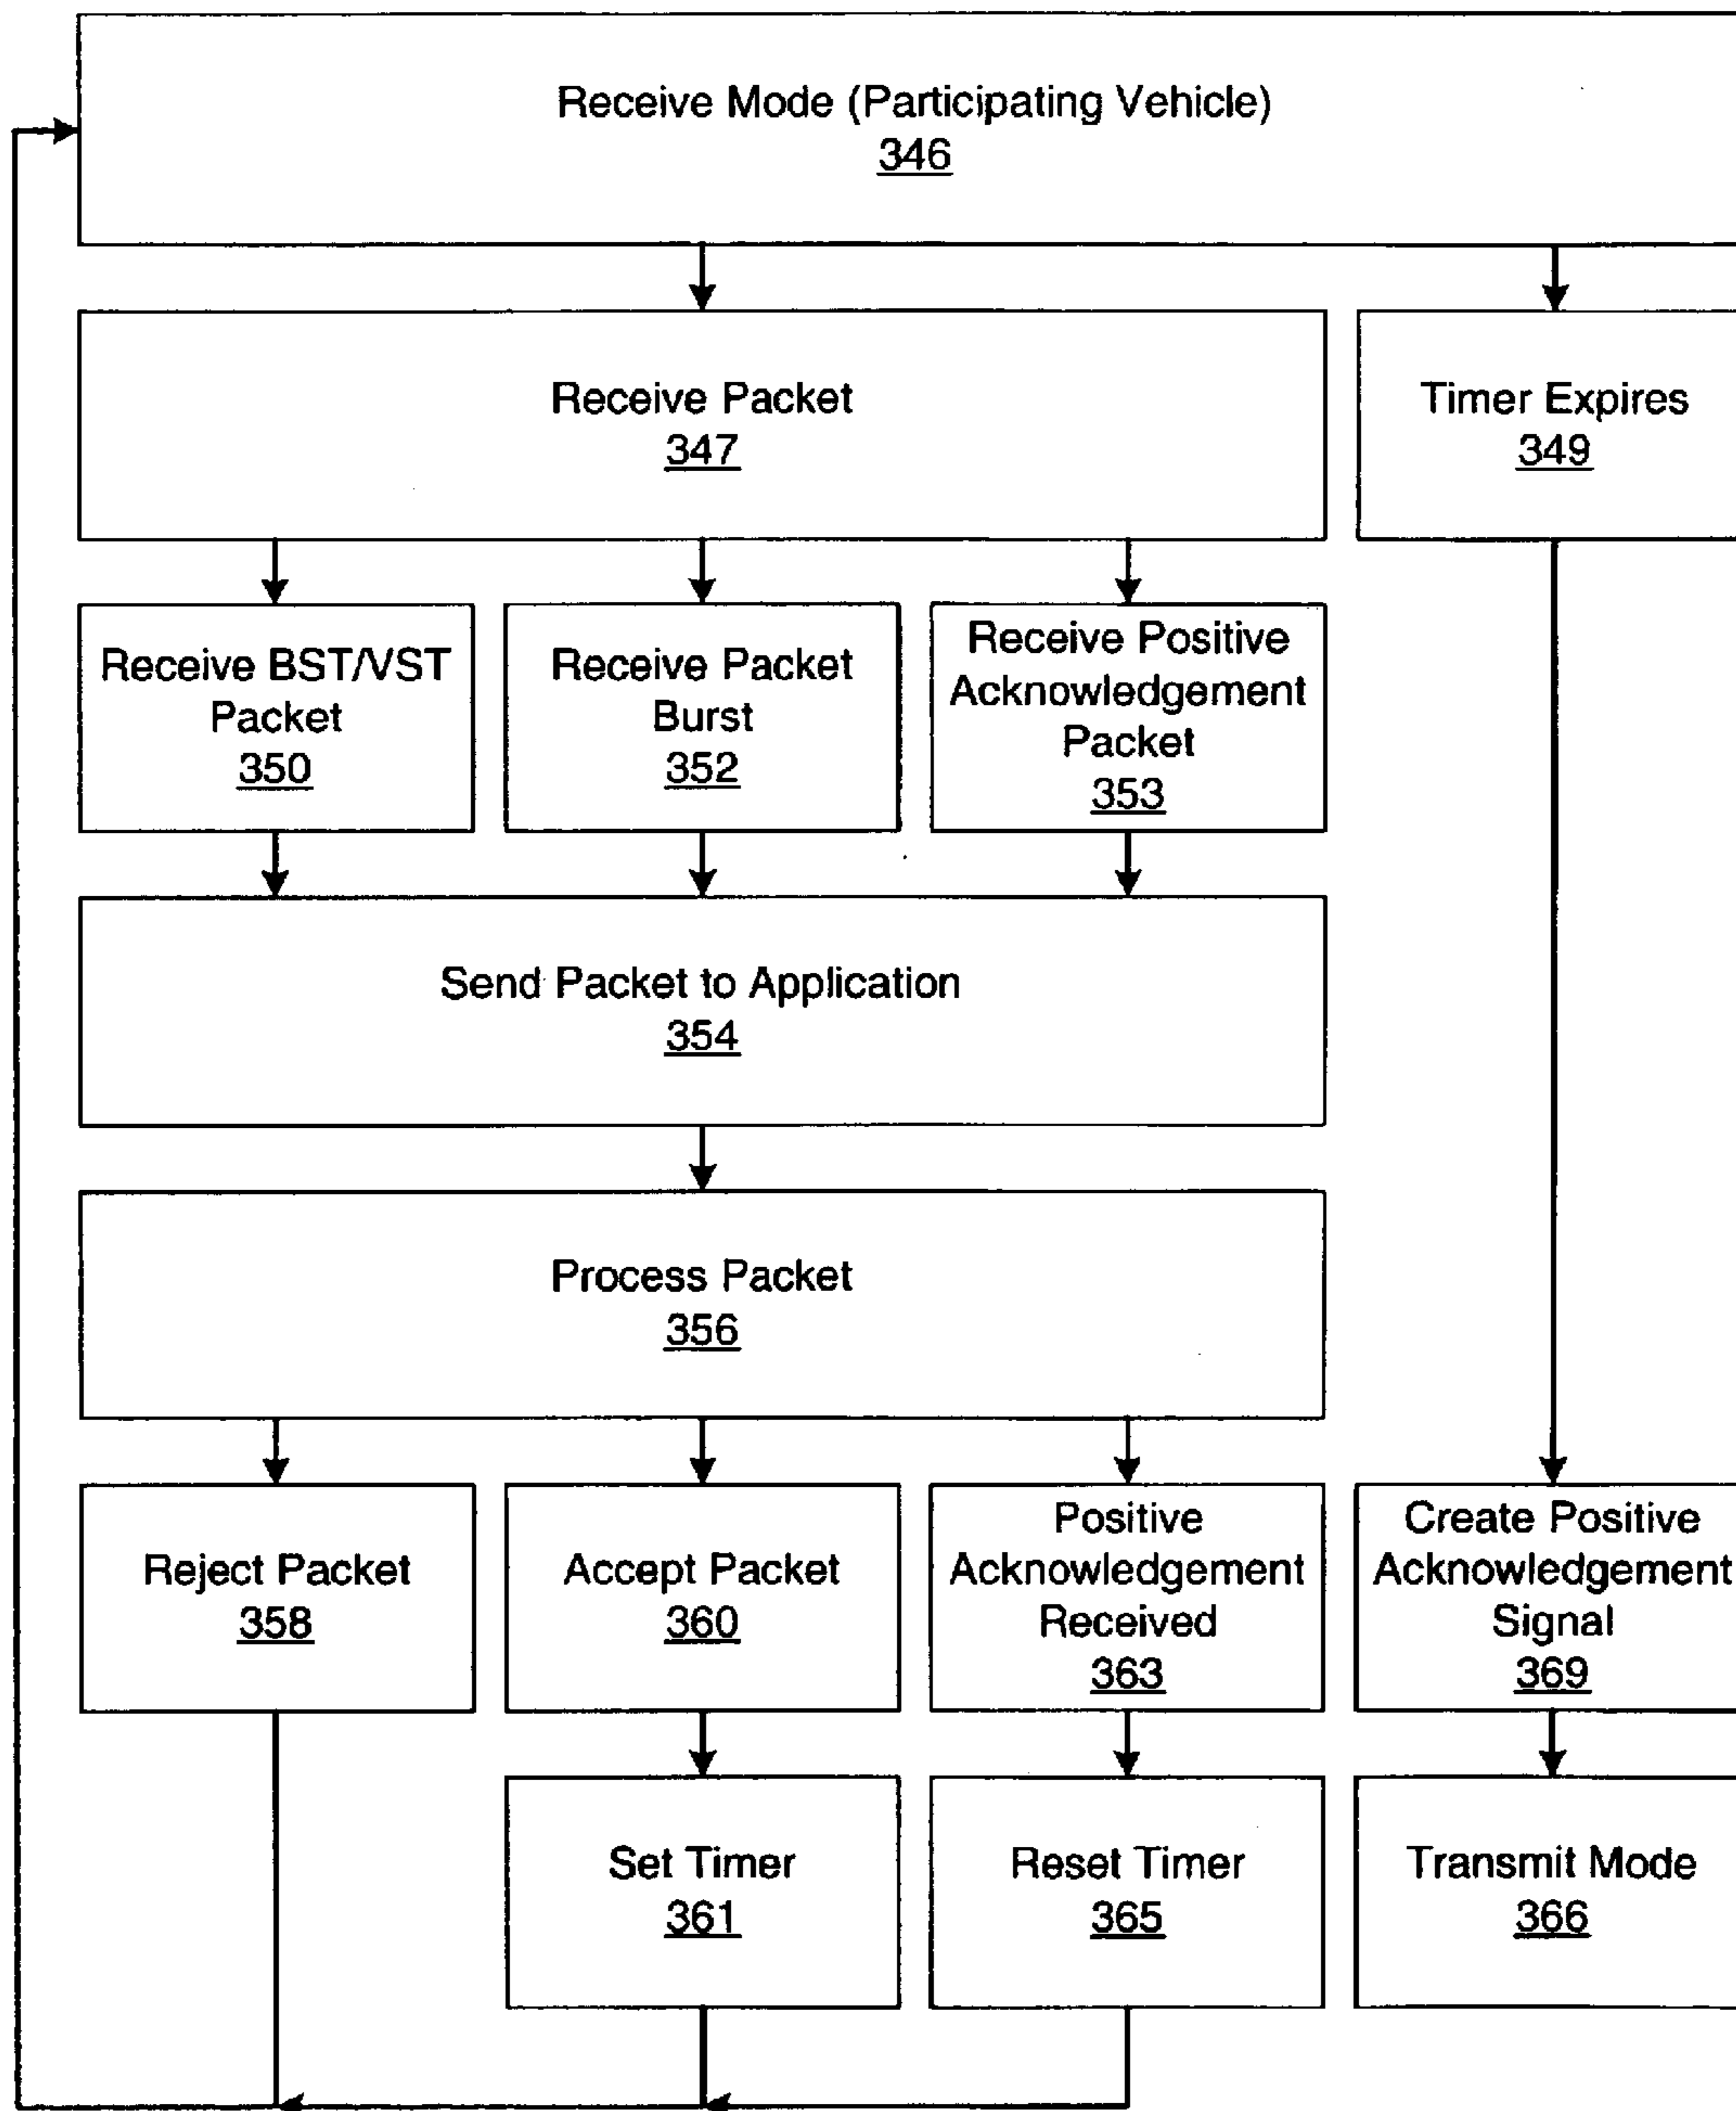 Receive Mode (Participating Vehicle)
346
Receive Packet
347
Timer Expires
349
Receive BST/VST
Packet
350
Receive Packet
Burst
352
Receive Positive
Acknowledgement
Packet
353
Send Packet to Application
354
Process Packet
356
Reject Packet
358
Accept Packet
360
Positive
Acknowledgement
Received
363
Create Positive
Acknowledgement
Signal
369
Set Timer
361
Reset Timer
365
Transmit Mode
366